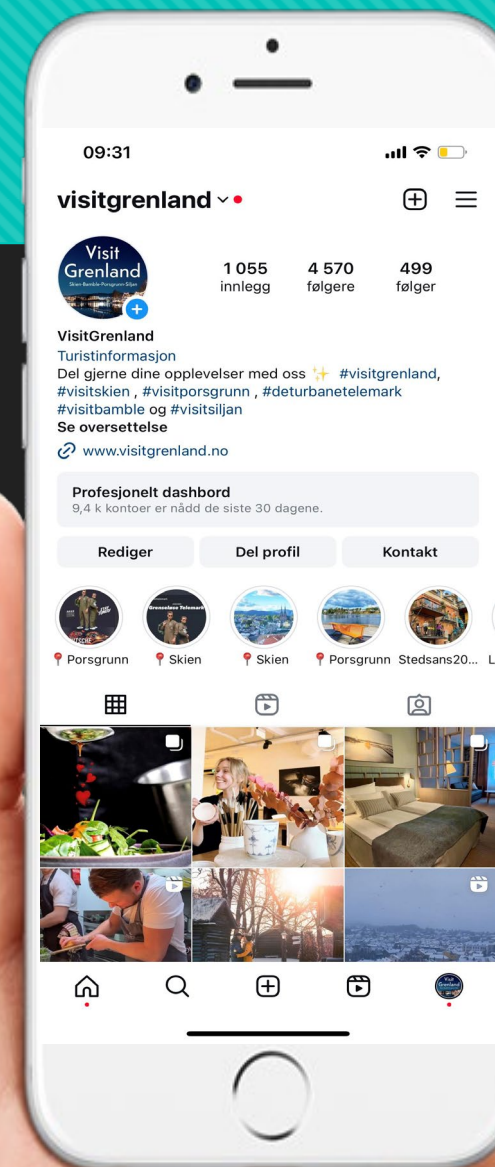 09:31
visitgrenland
Visit
Grenland
Skien·Bamble·Porsgrunn·Siljan
1 055
innlegg
4 570
følgere
499
følger
VisitGrenland
Turistinformasjon
Del gjerne dine opplevelser med oss ✨ #visitgrenland,
#visitskien , #visitporsgrunn , #deturbanetelemark
#visitbamble og #visitsiljan
Se oversettelse
www.visitgrenland.no
Profesjonelt dashbord
9,4 k kontoer er nådd de siste 30 dagene.
Rediger
Del profil
Kontakt
Grenseløse Telemark
📍 Porsgrunn
📍 Skien
📍 Skien
📍 Porsgrunn
Stedsans20...
L